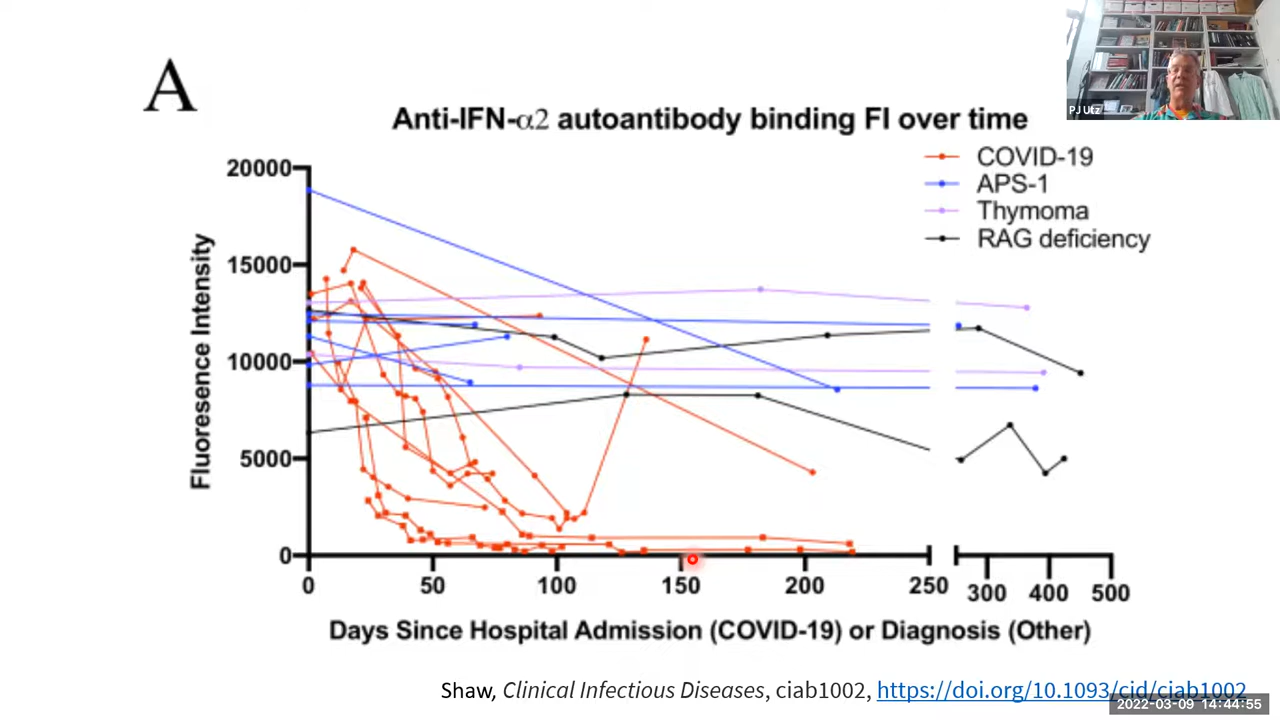 A
PJ Utz
Anti-IFN-α2 autoantibody binding FI over time
COVID-19
APS-1
Thymoma
RAG deficiency
Fluoresence Intensity
20000
15000
10000
5000
0
0 50 100 150 200 250 300 400 500
Days Since Hospital Admission (COVID-19) or Diagnosis (Other)
Shaw, Clinical Infectious Diseases, ciab1002, https://doi.org/10.1093/cid/ciab1002
2022-03-09 14:44:55